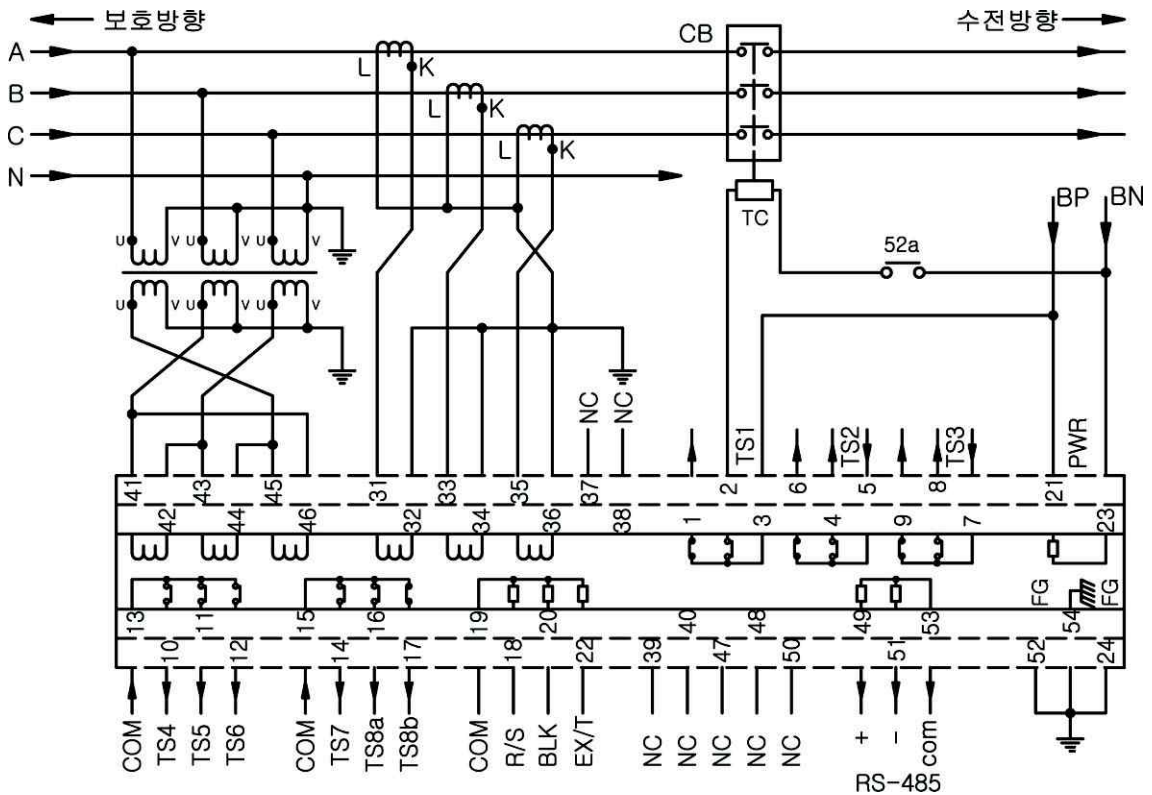 보호방향
수전방향
A
B
C
N
L K
L K
L K
CB
TC
52a
BP BN
U V U V U V
U V U V U V
NC NC
TS1 TS2 TS3 PWR
41 43 45 31 33 35 37 2 6 5 8 21
42 44 46 32 34 36 38 1 3 4 9 7 23
13 11 15 16 19 20 40 48 49 53 FG 54 FG
10 12 14 17 18 22 39 47 50 51 52 24
COM TS4 TS5 TS6 COM TS7 TS8a TS8b COM R/S BLK EX/T NC NC NC NC NC + - com
RS-485